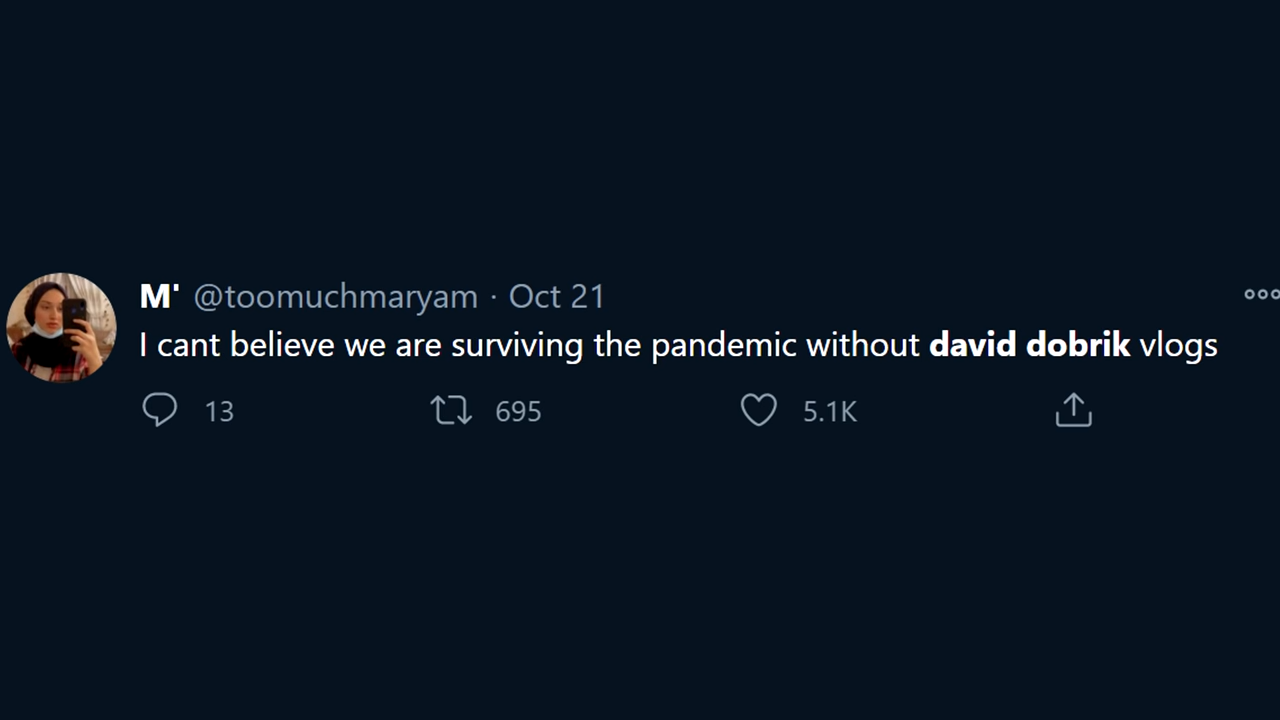 M' @toomuchmaryam · Oct 21
I cant believe we are surviving the pandemic without david dobrik vlogs
13 695 5.1K